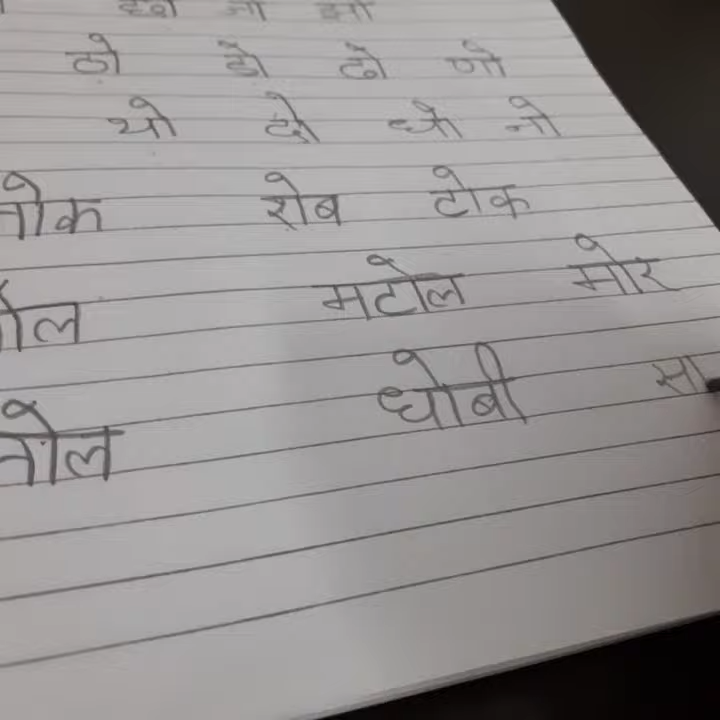 ठो डो ढो णो
थो दो धो नो
रोब टोक
मटोल मोर
तोल धोबी सा